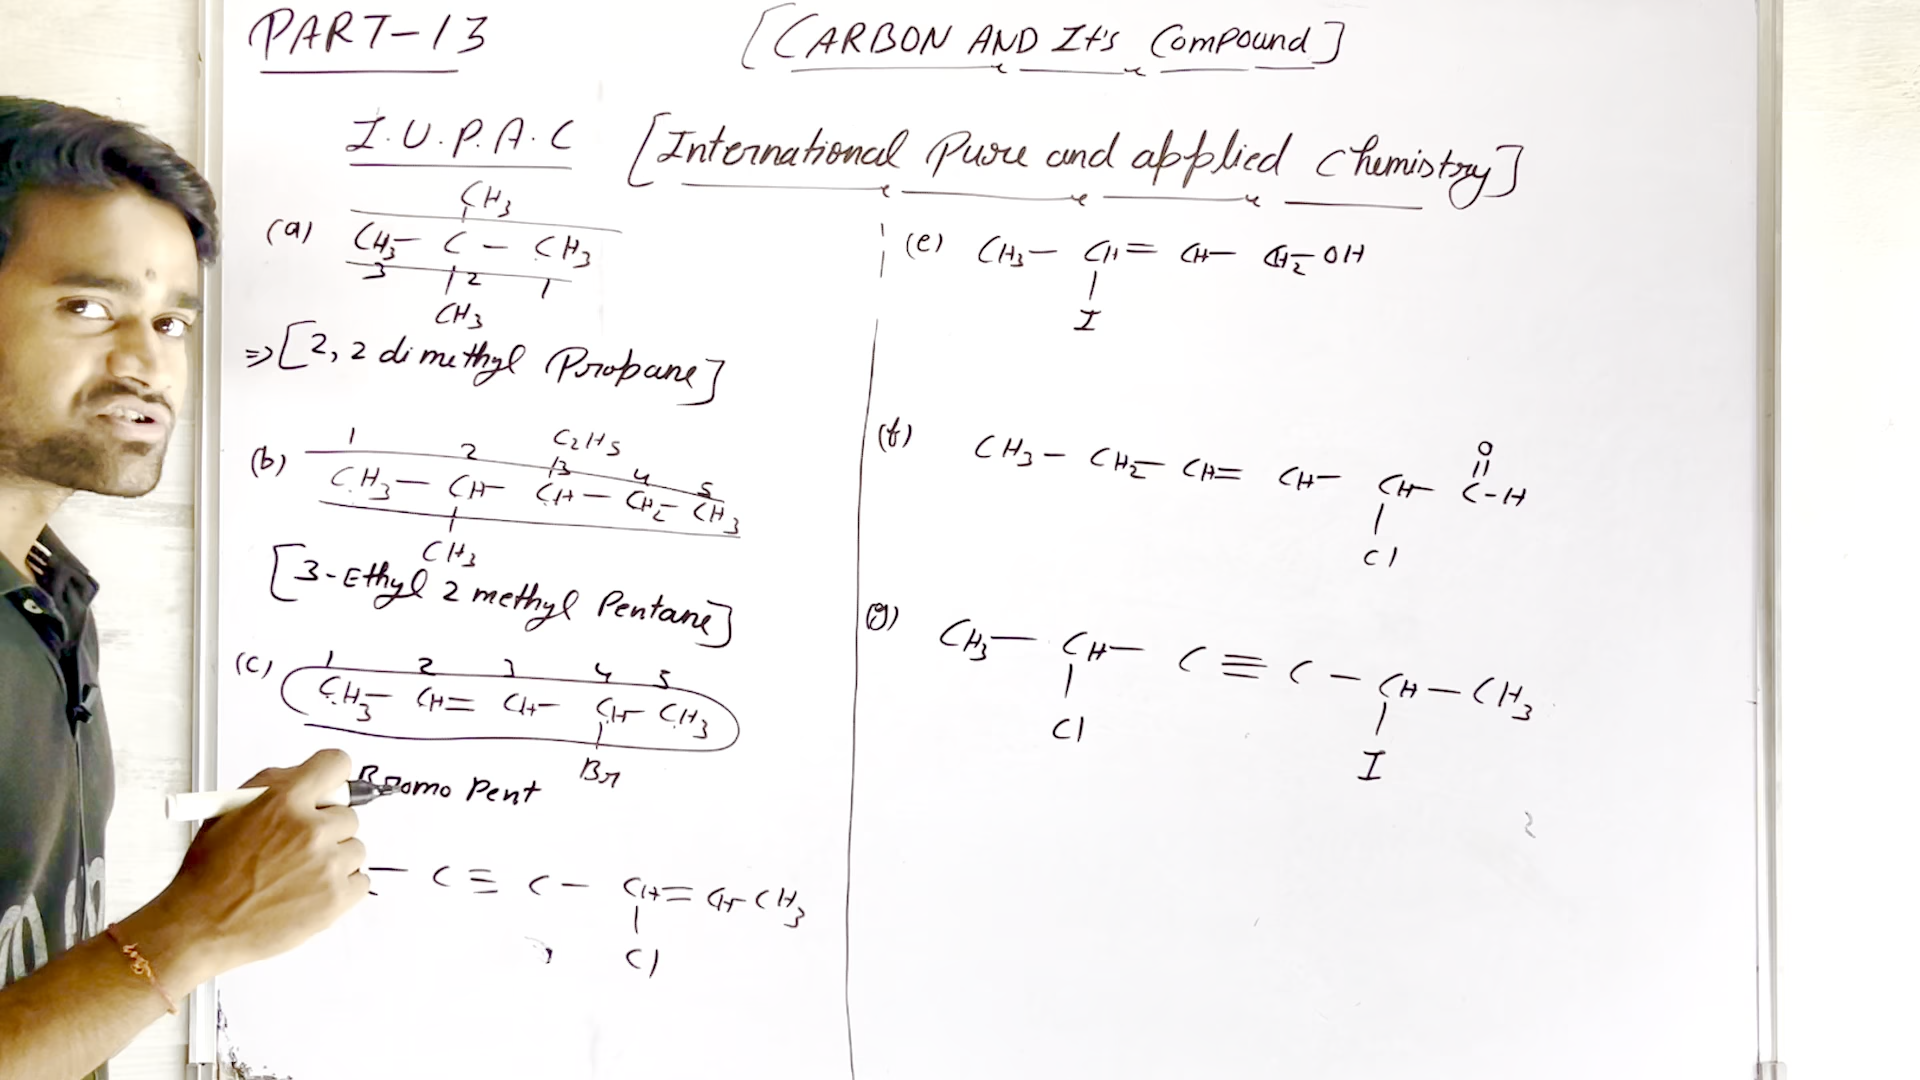 PART-13
[CARBON AND It's Compound]
I.U.P.A.C [International Pure and applied Chemistry]
CH3
(a) CH3- C - CH3
3 2 1
CH3
⇒ [2, 2 dimethyl Propane]
C2H5
1 2 3 4 5
(b) CH3- CH- CH- CH2- CH3
CH3
[3-Ethyl 2 methyl Pentane]
1 2 3 4 5
(c) CH3- CH= CH- CH- CH3
Br
Bromo Pent
- C ≡ C - CH= CH- CH3
Cl
(e) CH3- CH= CH- CH2- OH
I
O
(f) CH3- CH2- CH= CH- CH- C-H
Cl
(g) CH3- CH- C ≡ C - CH- CH3
Cl I